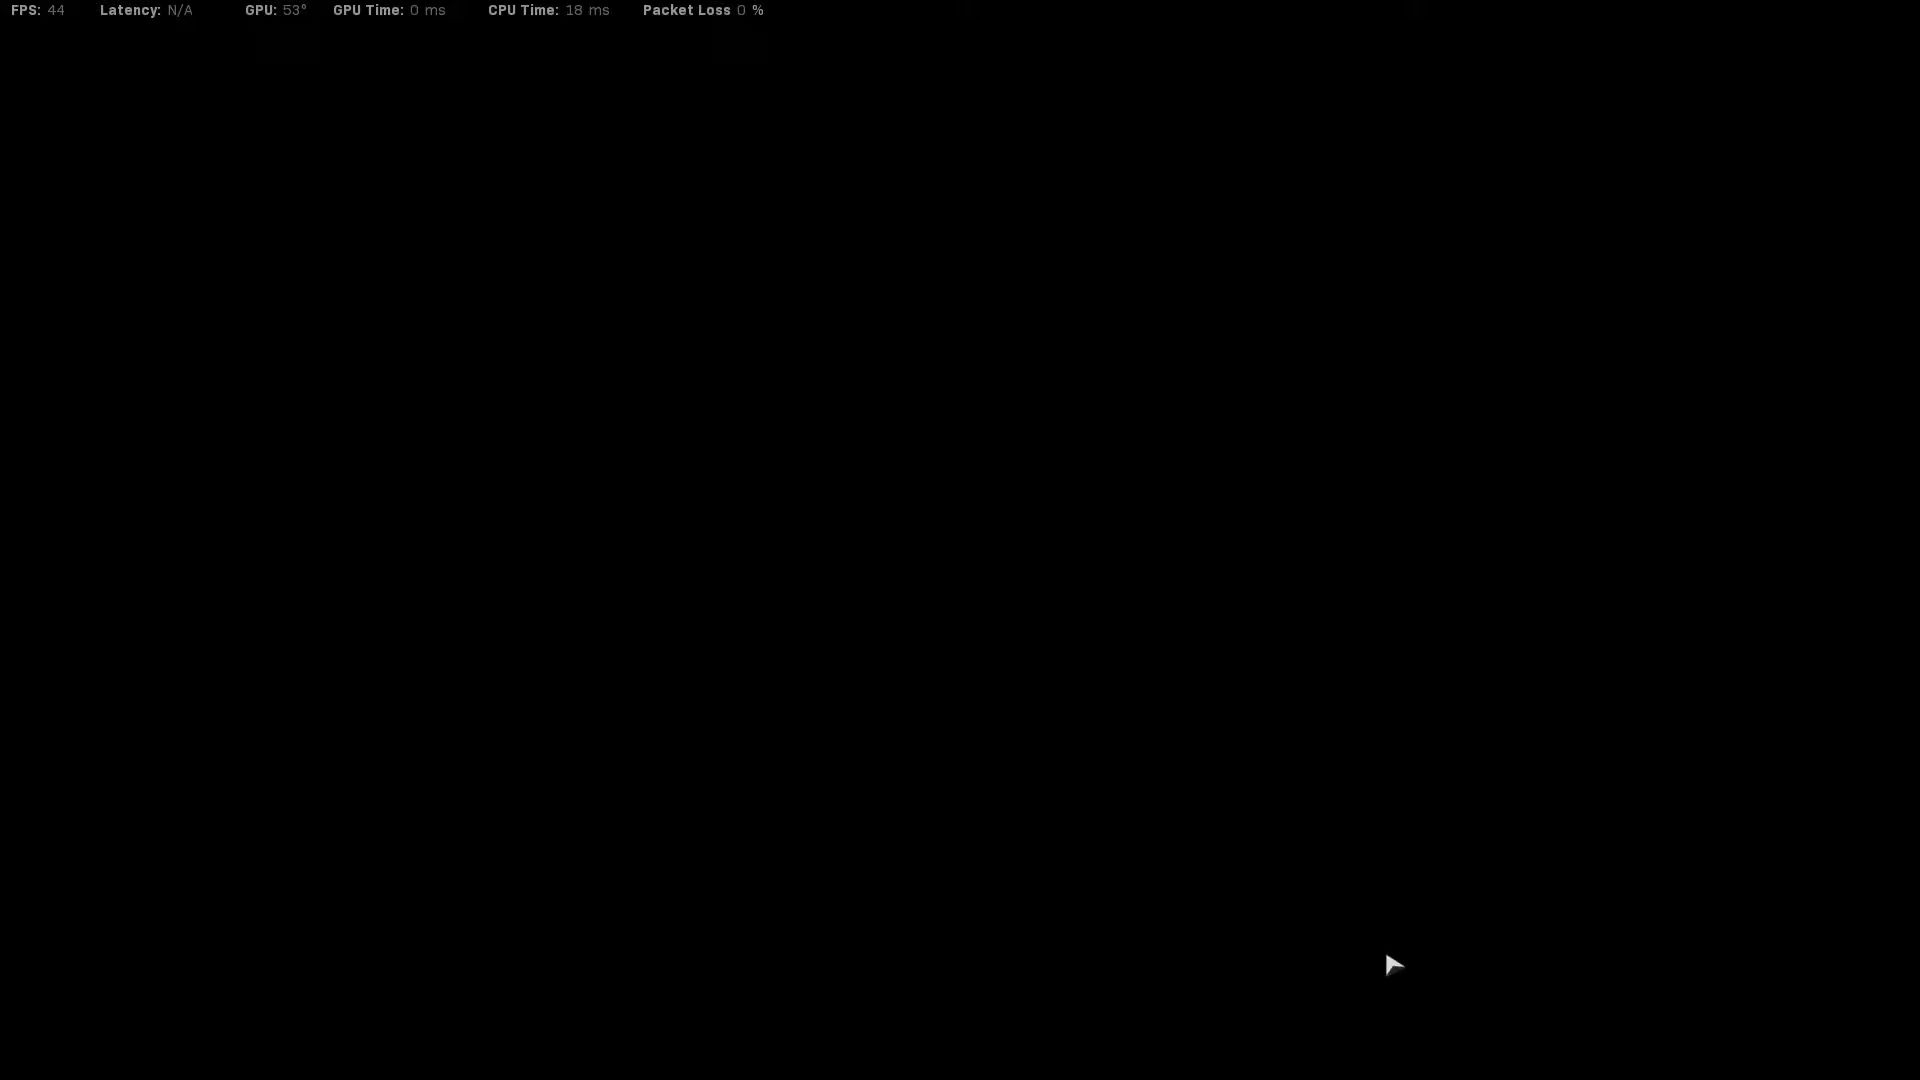 FPS: 44 Latency: N/A GPU: 53° GPU Time: 0 ms CPU Time: 18 ms Packet Loss 0 %